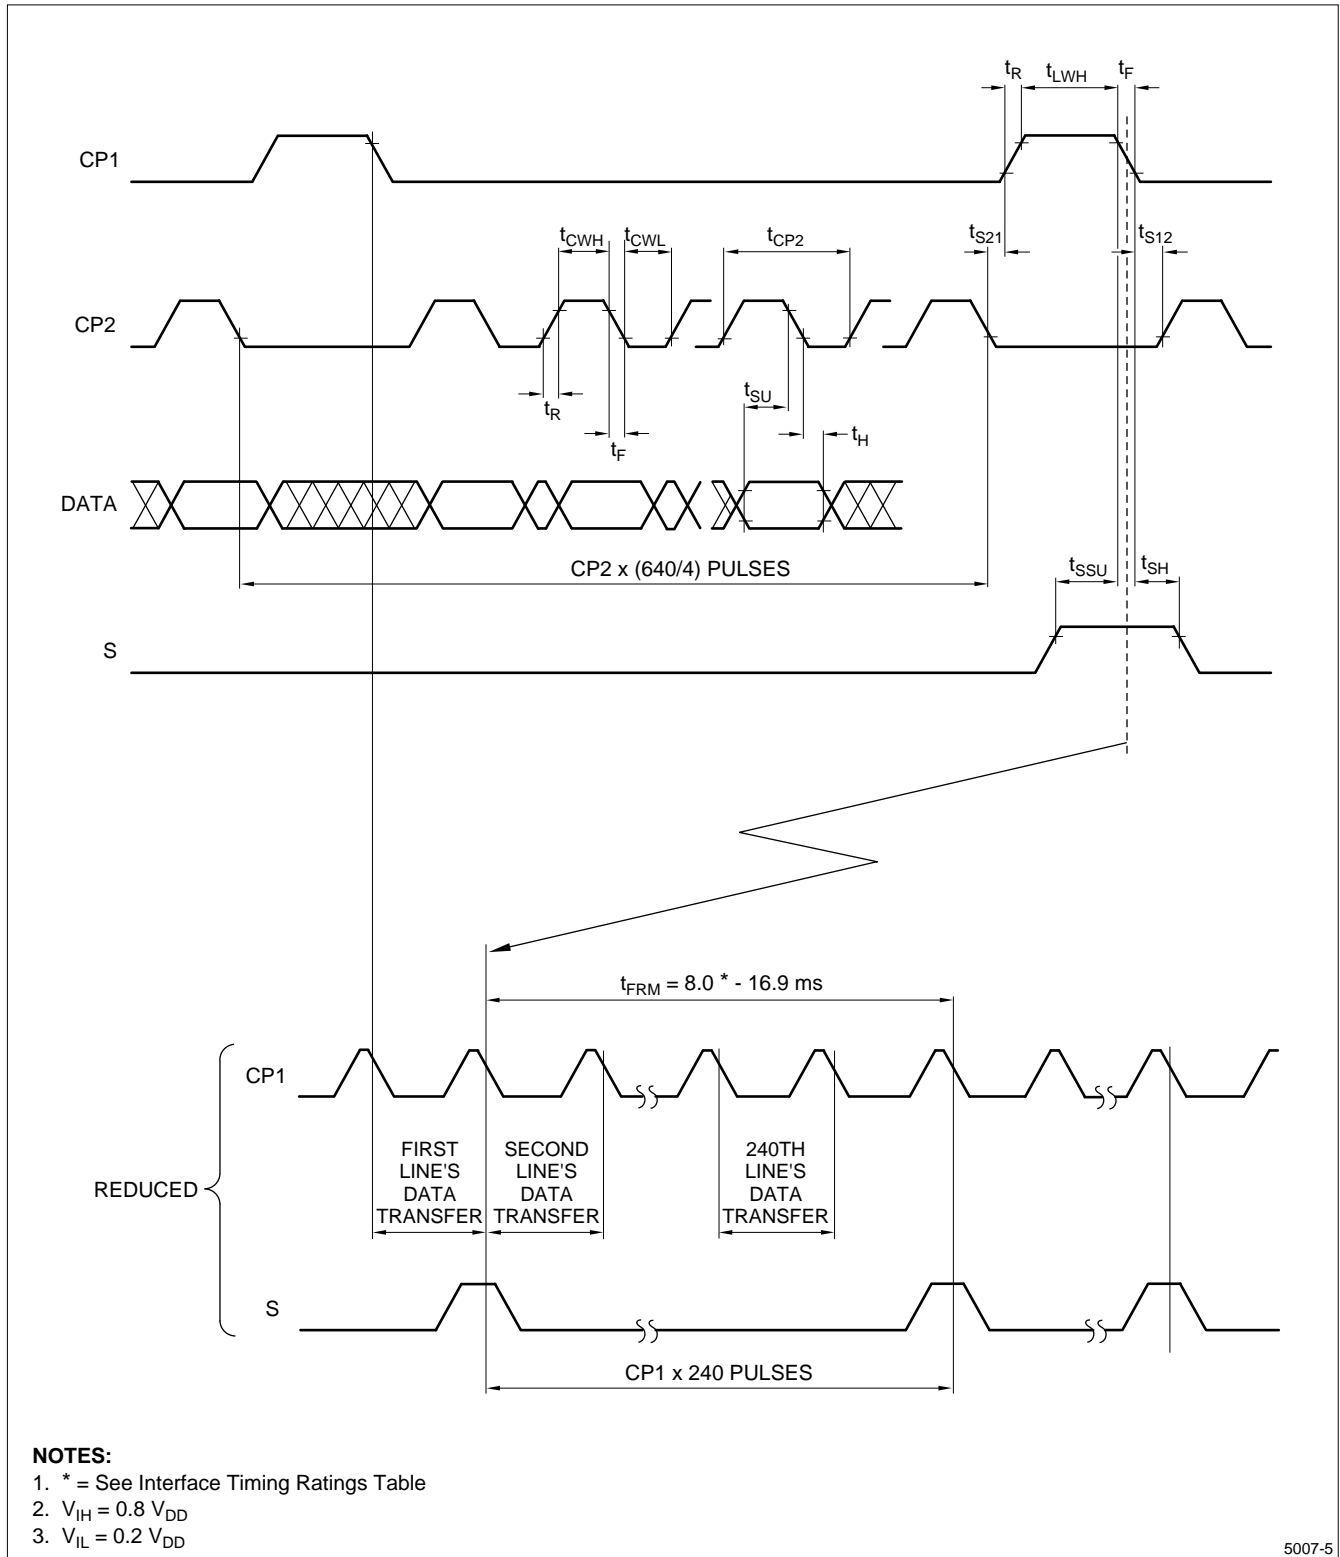 tR tLWH tF
CP1
tCWH tCWL tCP2 tS21 tS12
CP2
tSU
tR
tF
tH
DATA
CP2 x (640/4) PULSES
tSSU tSH
S
tFRM = 8.0 * - 16.9 ms
CP1
FIRST
LINE'S
DATA
TRANSFER
SECOND
LINE'S
DATA
TRANSFER
240TH
LINE'S
DATA
TRANSFER
REDUCED
S
CP1 x 240 PULSES
NOTES:
1. * = See Interface Timing Ratings Table
2. VIH = 0.8 VDD
3. VIL = 0.2 VDD
5007-5